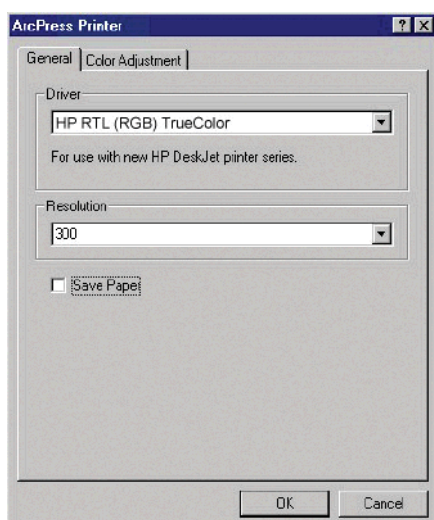 ArcPress Printer
General Color Adjustment
Driver
HP RTL (RGB) TrueColor
For use with new HP DeskJet printer series.
Resolution
300
Save Paper
OK Cancel